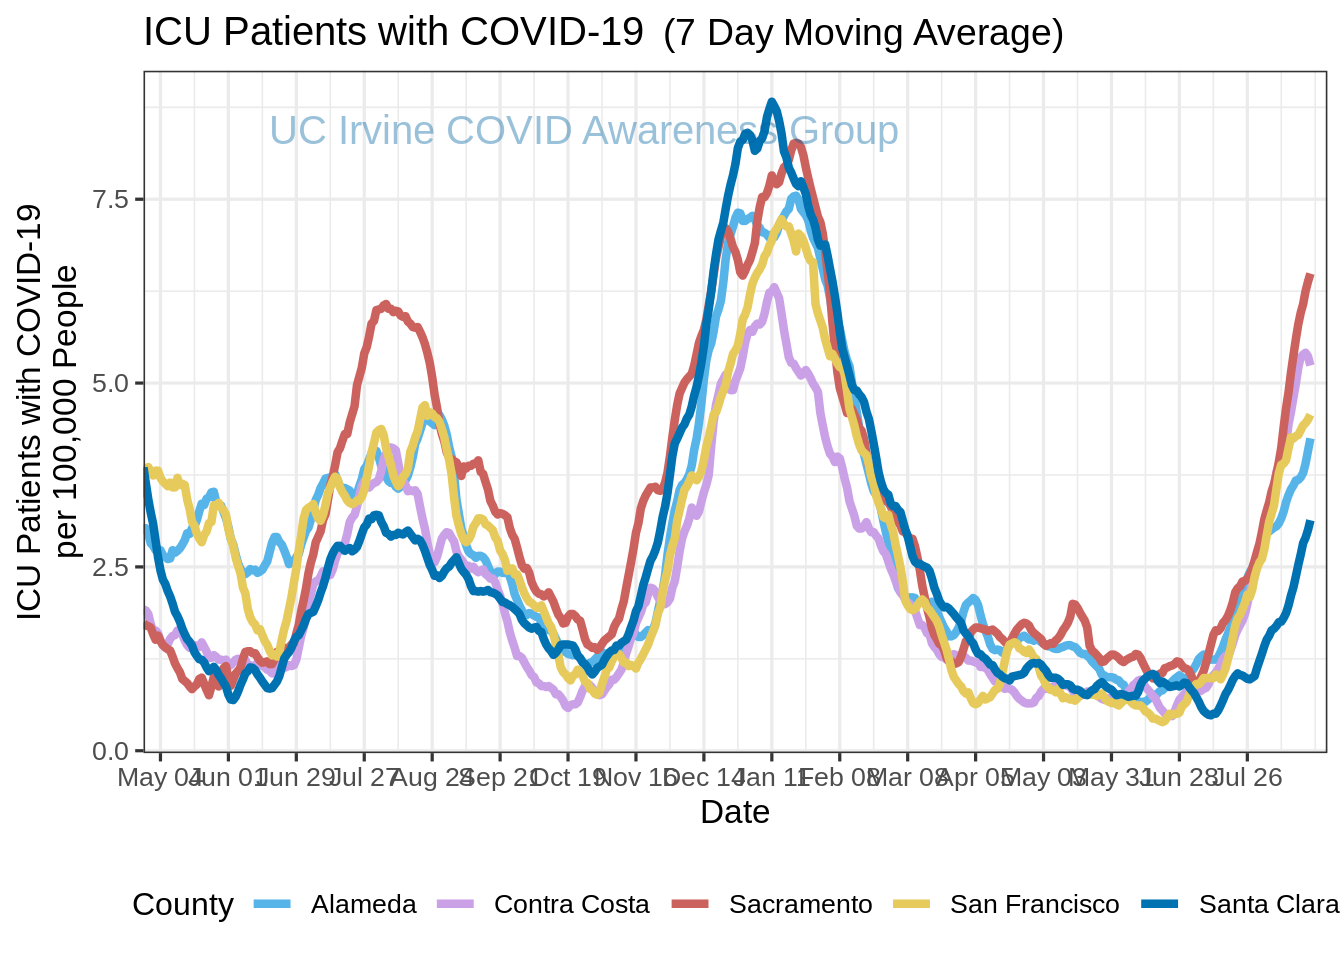 ICU Patients with COVID-19 (7 Day Moving Average)
UC Irvine COVID Awareness Group
ICU Patients with COVID-19
per 100,000 People
7.5
5.0
2.5
0.0
May 04 Jun 01 Jun 29 Jul 27 Aug 24 Sep 21 Oct 19 Nov 16 Dec 14 Jan 11 Feb 08 Mar 08 Apr 05 May 03 May 31 Jun 28 Jul 26
Date
County Alameda Contra Costa Sacramento San Francisco Santa Clara